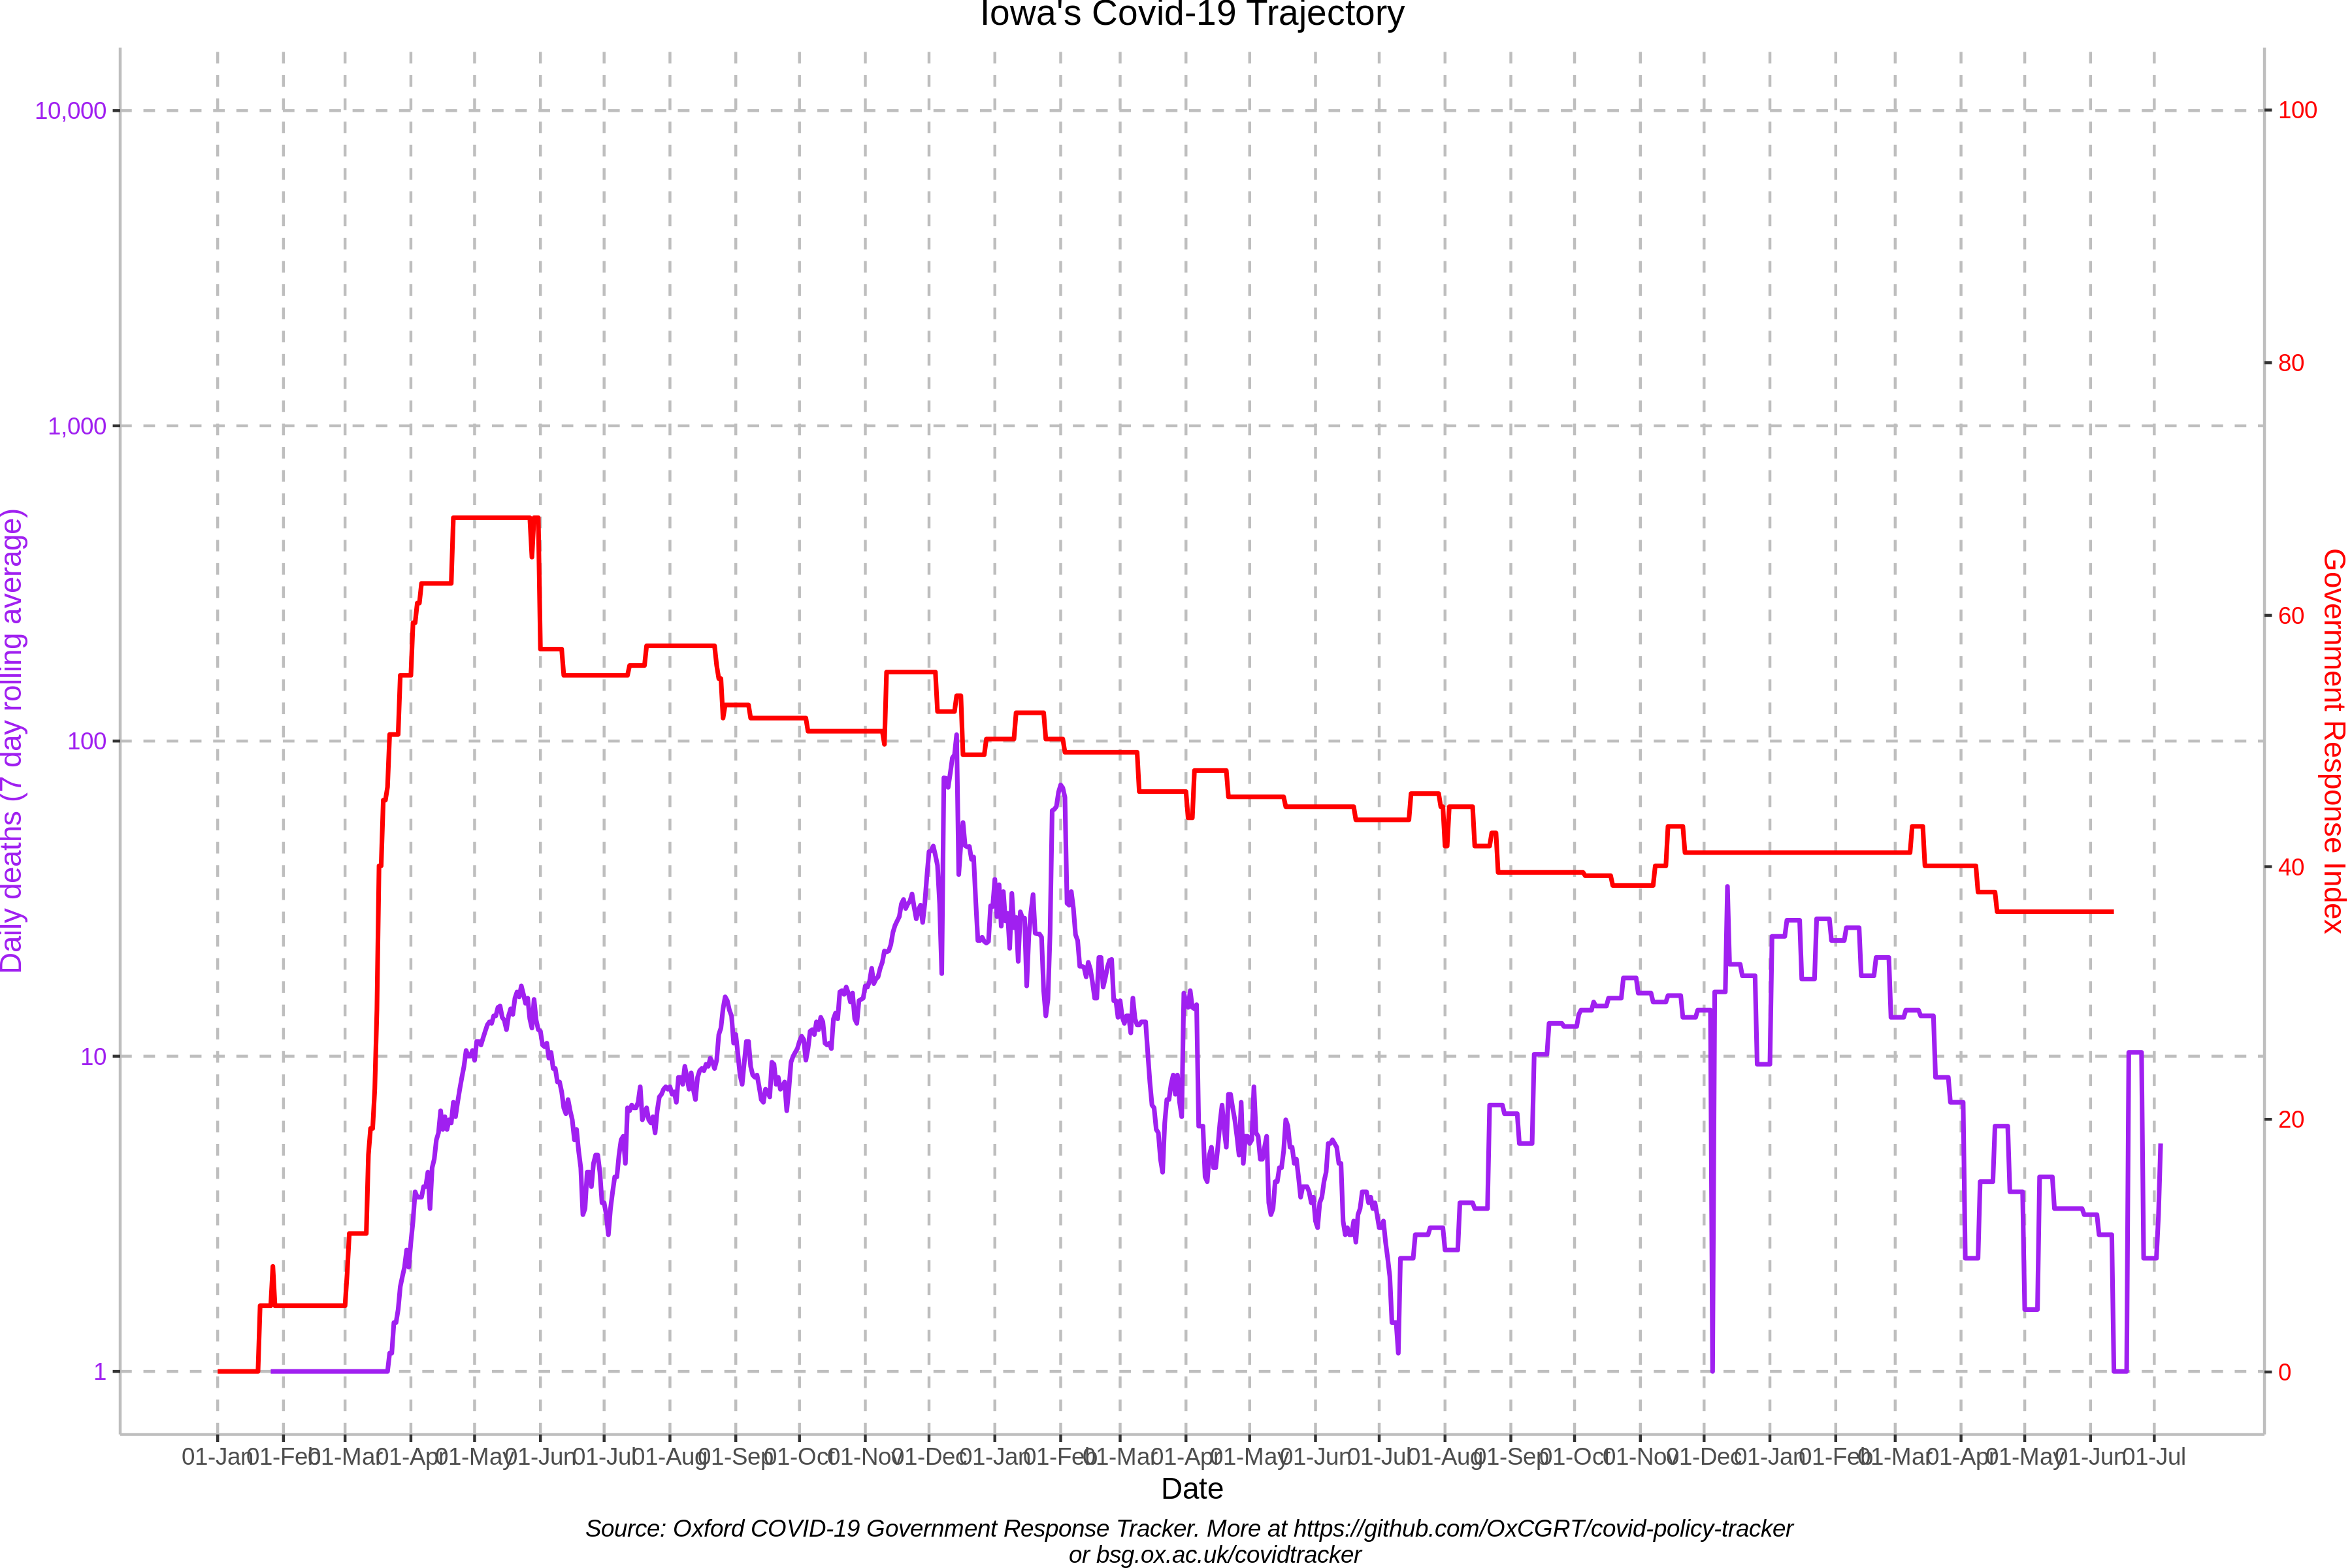 Iowa's Covid-19 Trajectory
10,000
1,000
100
10
1
Daily deaths (7 day rolling average)
100
80
60
40
20
0
Government Response Index
01-Jan 01-Feb 01-Mar 01-Apr 01-May 01-Jun 01-Jul 01-Aug 01-Sep 01-Oct 01-Nov 01-Dec 01-Jan 01-Feb 01-Mar 01-Apr 01-May 01-Jun 01-Jul 01-Aug 01-Sep 01-Oct 01-Nov 01-Dec 01-Jan 01-Feb 01-Mar 01-Apr 01-May 01-Jun 01-Jul
Date
Source: Oxford COVID-19 Government Response Tracker. More at https://github.com/OxCGRT/covid-policy-tracker
or bsg.ox.ac.uk/covidtracker